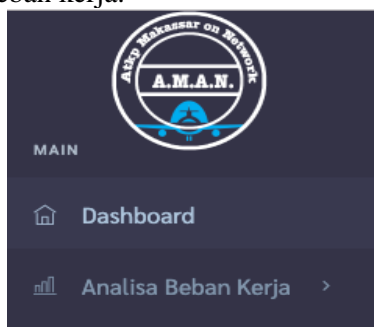 beban kerja.
Atkp Makassar on Network
A.M.A.N.
MAIN
Dashboard
Analisa Beban Kerja